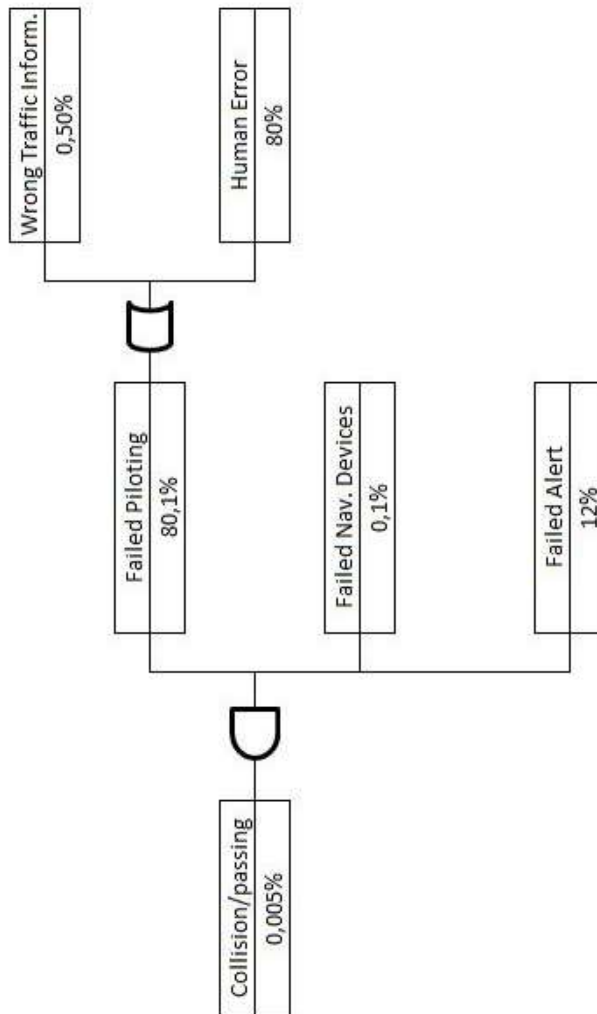 Wrong Traffic Inform.
0,50%
Human Error
80%
Failed Piloting
80,1%
Failed Nav. Devices
0,1%
Failed Alert
12%
Collision/passing
0,005%